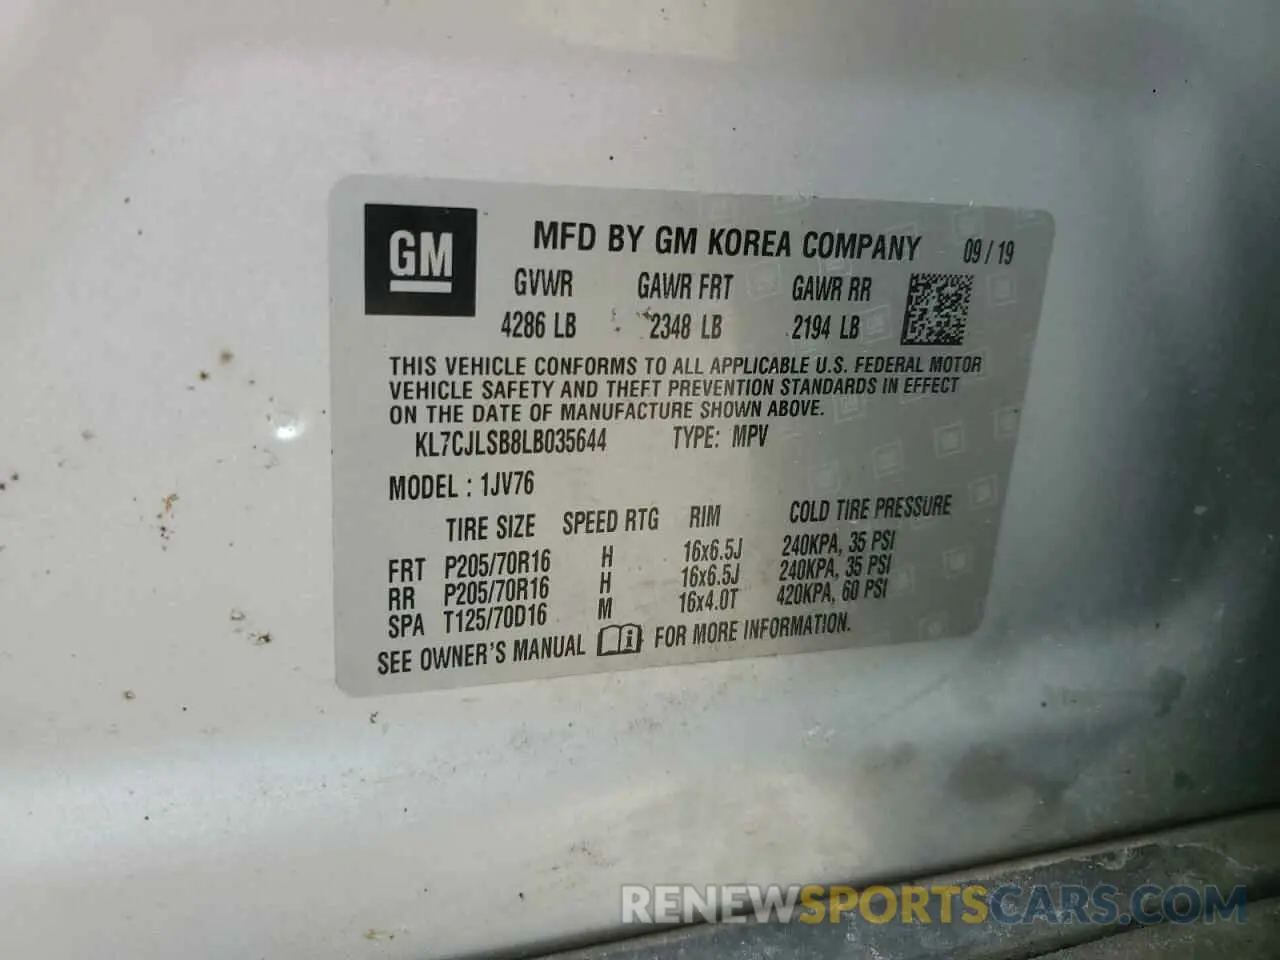 GM
MFD BY GM KOREA COMPANY 09 / 19
GVWR GAWR FRT GAWR RR
4286 LB 2348 LB 2194 LB
THIS VEHICLE CONFORMS TO ALL APPLICABLE U.S. FEDERAL MOTOR
VEHICLE SAFETY AND THEFT PREVENTION STANDARDS IN EFFECT
ON THE DATE OF MANUFACTURE SHOWN ABOVE.
KL7CJLSB8LB035644 TYPE: MPV
MODEL : 1JV76
TIRE SIZE SPEED RTG RIM COLD TIRE PRESSURE
FRT P205/70R16 H 16x6.5J 240KPA, 35 PSI
RR P205/70R16 H 16x6.5J 240KPA, 35 PSI
SPA T125/70D16 M 16x4.0T 420KPA, 60 PSI
SEE OWNER'S MANUAL FOR MORE INFORMATION.
RENEWSPORTSCARS.COM